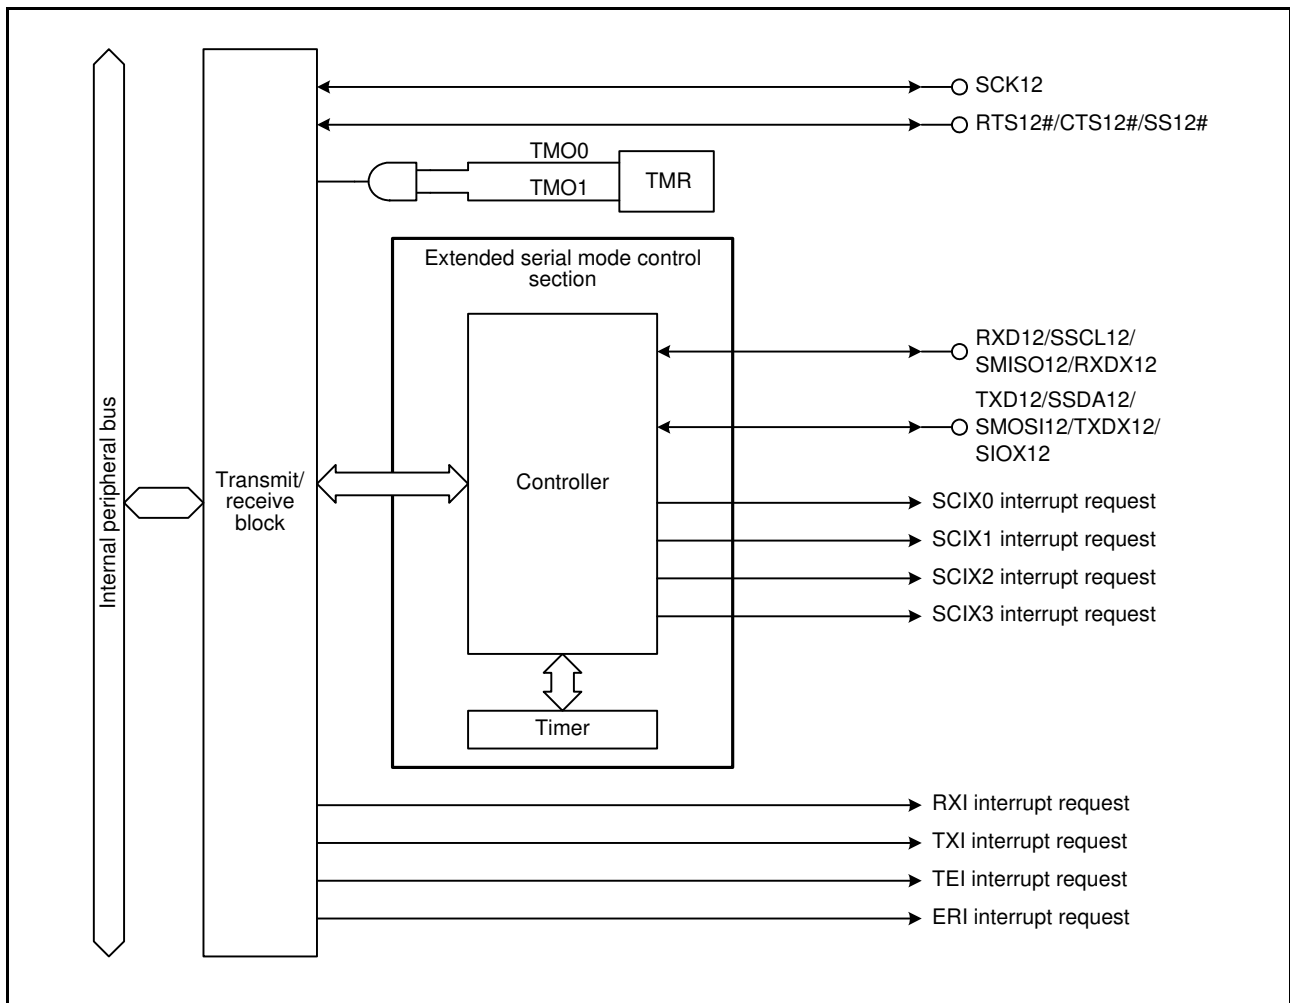 SCK12
RTS12#/CTS12#/SS12#
TMO0
TMO1
TMR
Extended serial mode control
section
RXD12/SSCL12/
SMISO12/RXDX12
TXD12/SSDA12/
SMOSI12/TXDX12/
SIOX12
Internal peripheral bus
Transmit/
receive
block
Controller
SCIX0 interrupt request
SCIX1 interrupt request
SCIX2 interrupt request
SCIX3 interrupt request
Timer
RXI interrupt request
TXI interrupt request
TEI interrupt request
ERI interrupt request